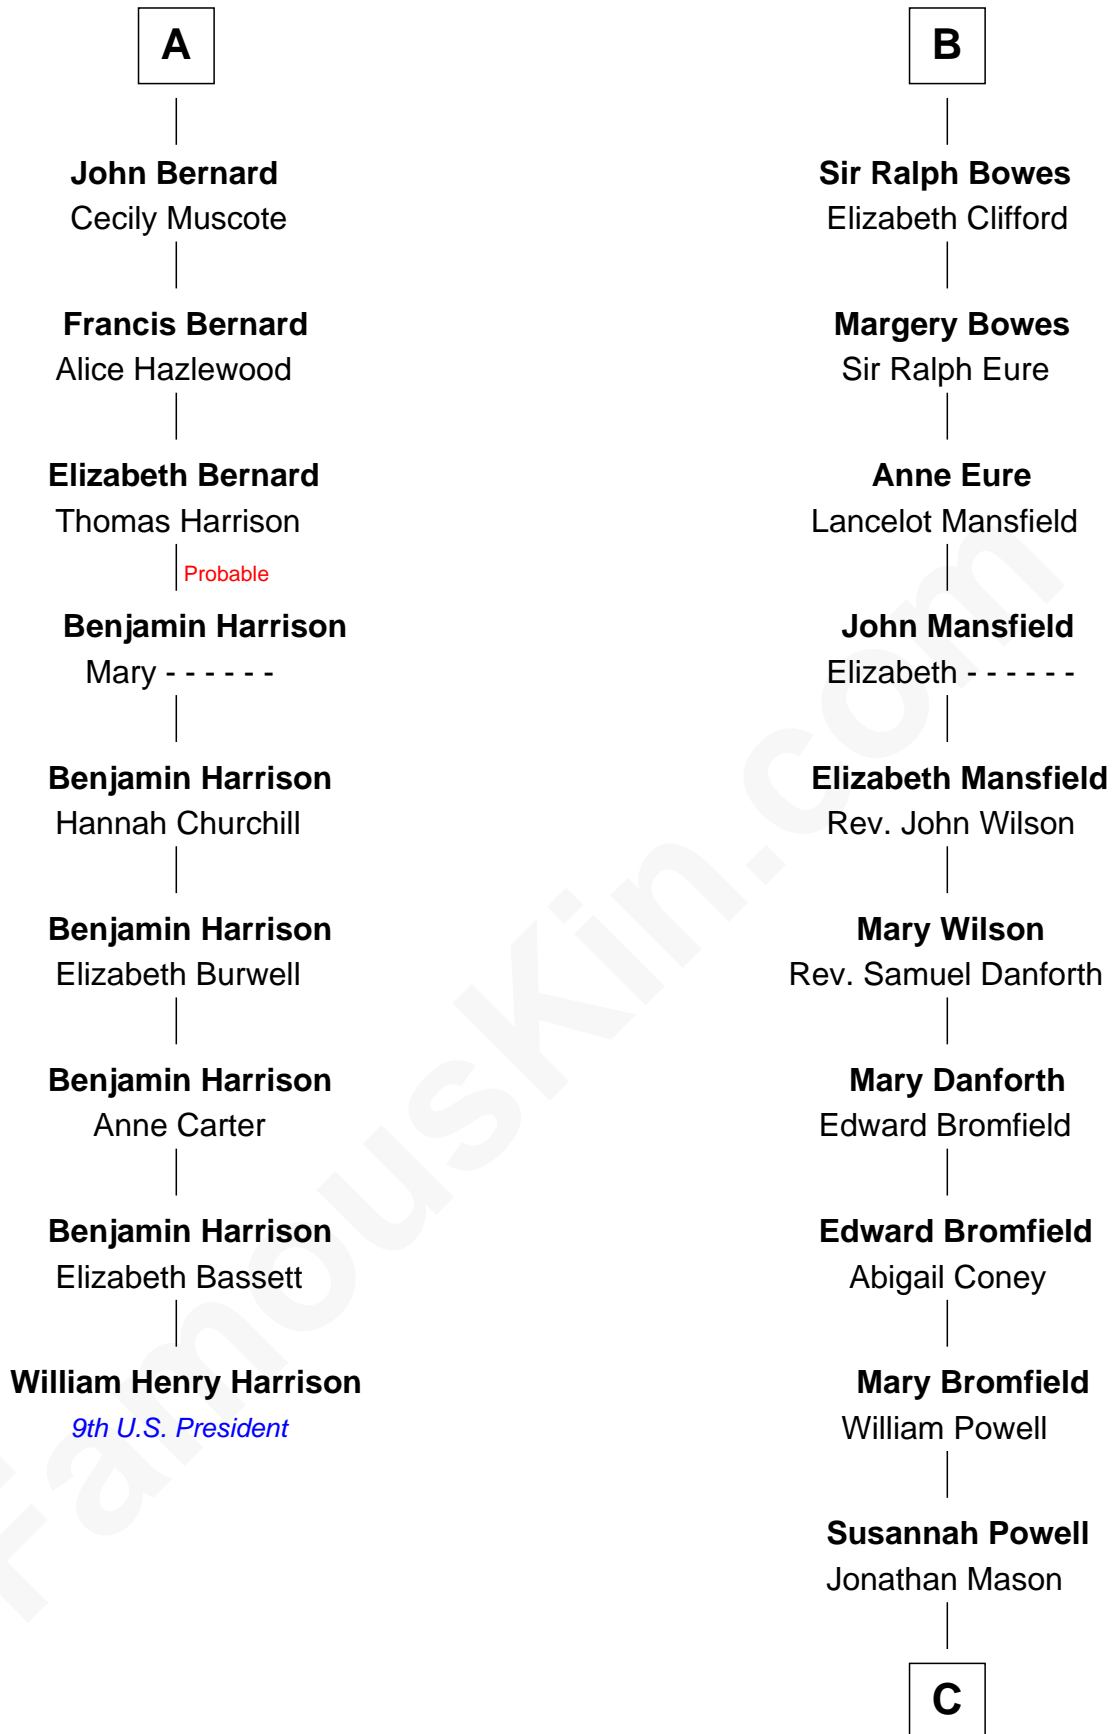 A
John Bernard
Cecily Muscote
Francis Bernard
Alice Hazlewood
Elizabeth Bernard
Thomas Harrison
Probable
Benjamin Harrison
Mary - - - - - -
Benjamin Harrison
Hannah Churchill
Benjamin Harrison
Elizabeth Burwell
Benjamin Harrison
Anne Carter
Benjamin Harrison
Elizabeth Bassett
William Henry Harrison
9th U.S. President
B
Sir Ralph Bowes
Elizabeth Clifford
Margery Bowes
Sir Ralph Eure
Anne Eure
Lancelot Mansfield
John Mansfield
Elizabeth - - - - - -
Elizabeth Mansfield
Rev. John Wilson
Mary Wilson
Rev. Samuel Danforth
Mary Danforth
Edward Bromfield
Edward Bromfield
Abigail Coney
Mary Bromfield
William Powell
Susannah Powell
Jonathan Mason
C
FamousKin.com